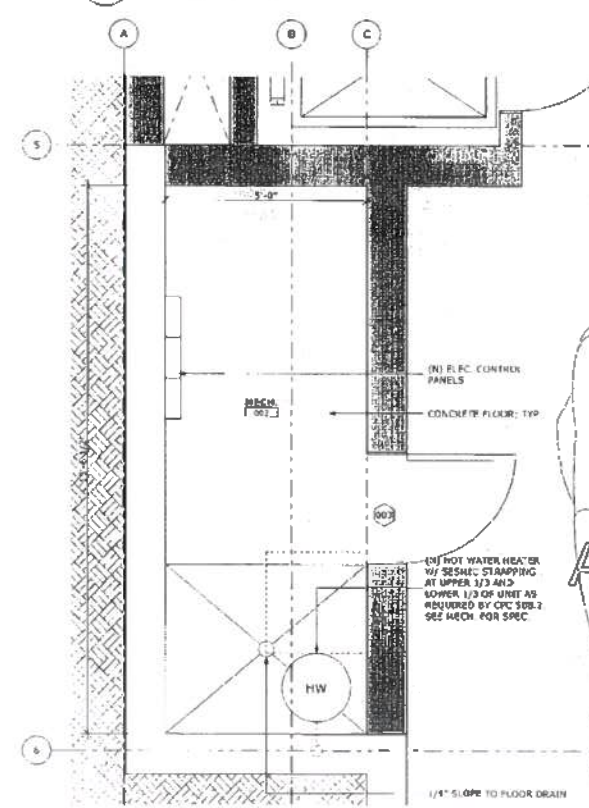 A
B
C
5
5'-0"
(N) ELEC. CONTROL
PANELS
MECH.
002
CONCRETE FLOOR; TYP
003
(N) HOT WATER HEATER
W/ SESMIC STRAPPING
AT UPPER 1/3 AND
LOWER 1/3 OF UNIT AS
REQUIRED BY CPC 508.2
SEE MECH. FOR SPEC.
HW
6
1/4" SLOPE TO FLOOR DRAIN